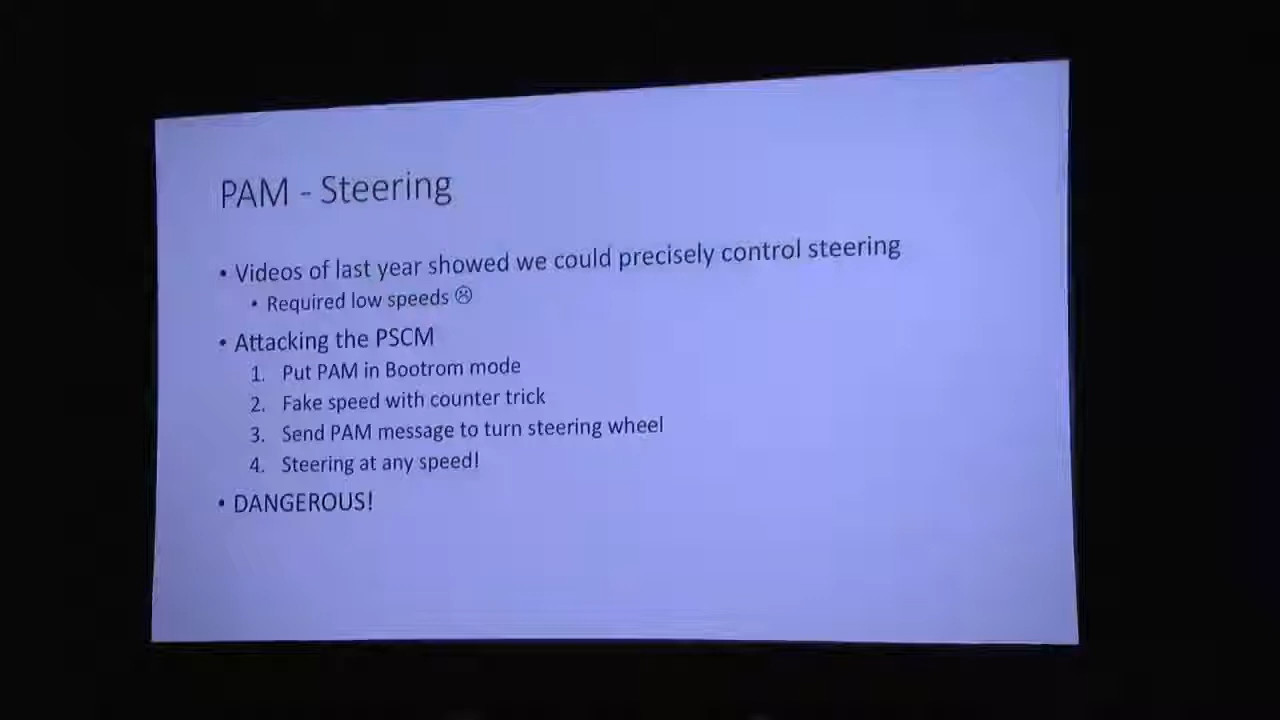 PAM - Steering
• Videos of last year showed we could precisely control steering
• Required low speeds ☹
• Attacking the PSCM
1. Put PAM in Bootrom mode
2. Fake speed with counter trick
3. Send PAM message to turn steering wheel
4. Steering at any speed!
• DANGEROUS!